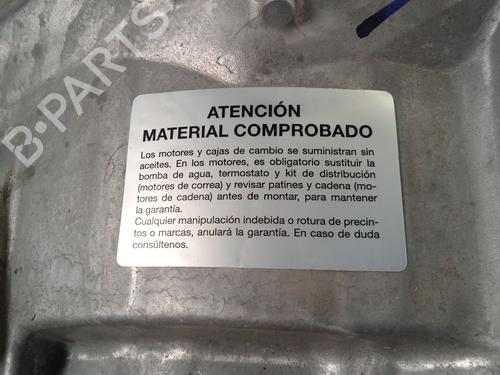 B-PARTS
ATENCIÓN
MATERIAL COMPROBADO
Los motores y cajas de cambio se suministran sin
aceites. En los motores, es obligatorio sustituir la
bomba de agua, termostato y kit de distribución
(motores de correa) y revisar patines y cadena (mo-
tores de cadena) antes de montar, para mantener
la garantía.
Cualquier manipulación indebida o rotura de precin-
tos o marcas, anulará la garantía. En caso de duda
consúltenos.